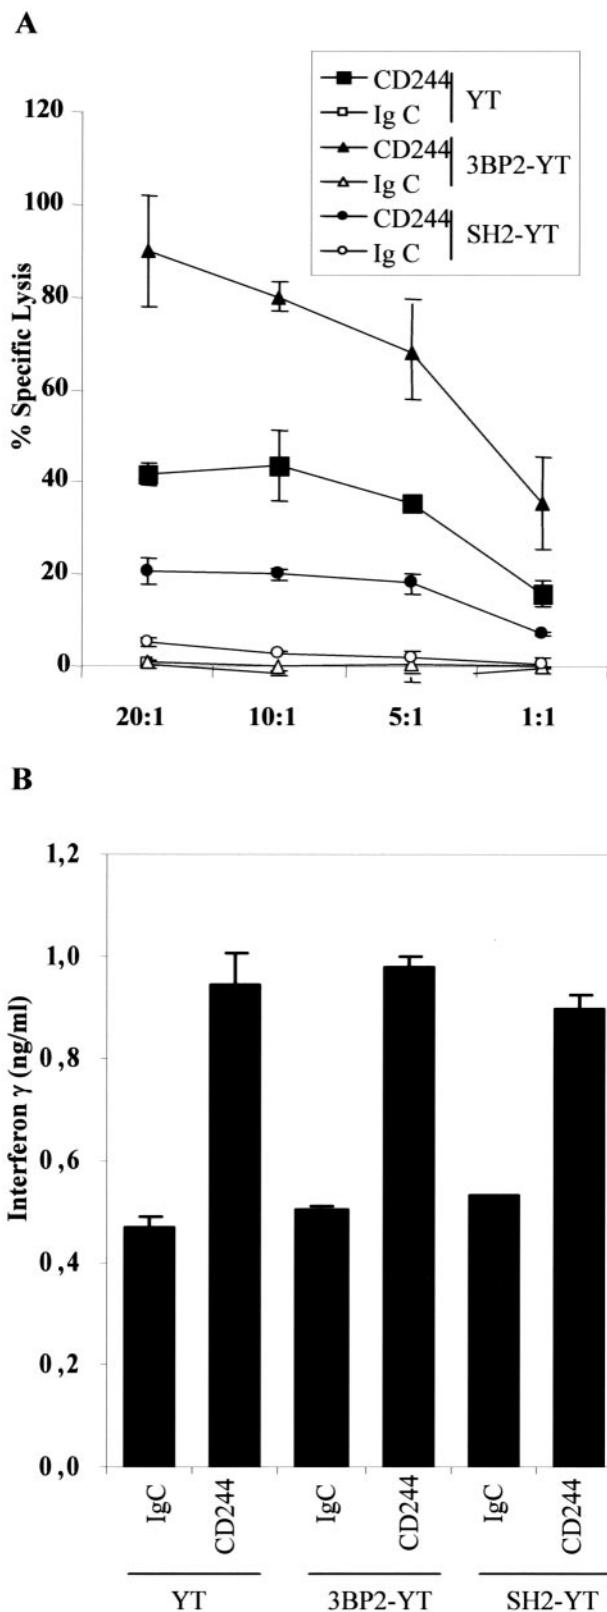 A
CD244
Ig C
YT
CD244
Ig C
3BP2-YT
CD244
Ig C
SH2-YT
120
100
80
60
40
20
0
% Specific Lysis
20:1 10:1 5:1 1:1
B
1,2
1,0
0,8
0,6
0,4
0,2
0,0
Interferon γ (ng/ml)
IgC CD244 IgC CD244 IgC CD244
YT 3BP2-YT SH2-YT